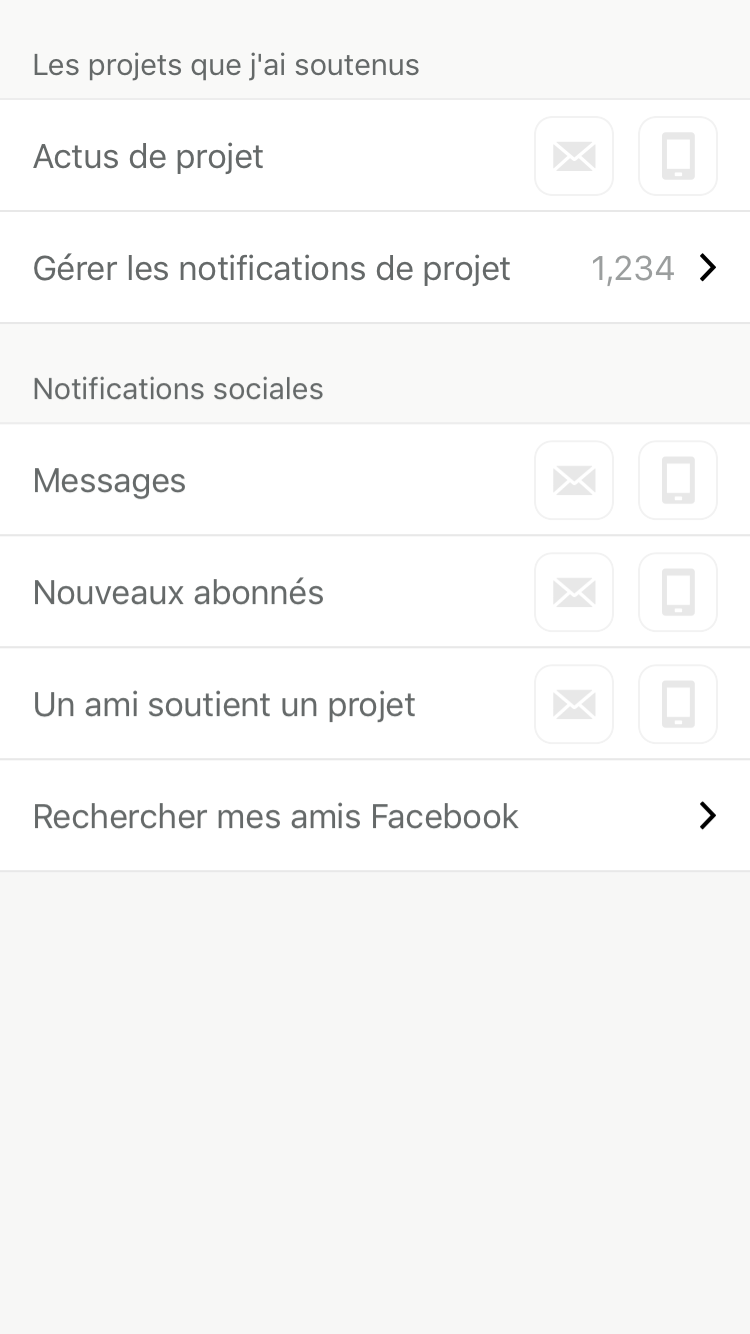 Les projets que j'ai soutenus
Actus de projet
Gérer les notifications de projet 1,234
Notifications sociales
Messages
Nouveaux abonnés
Un ami soutient un projet
Rechercher mes amis Facebook